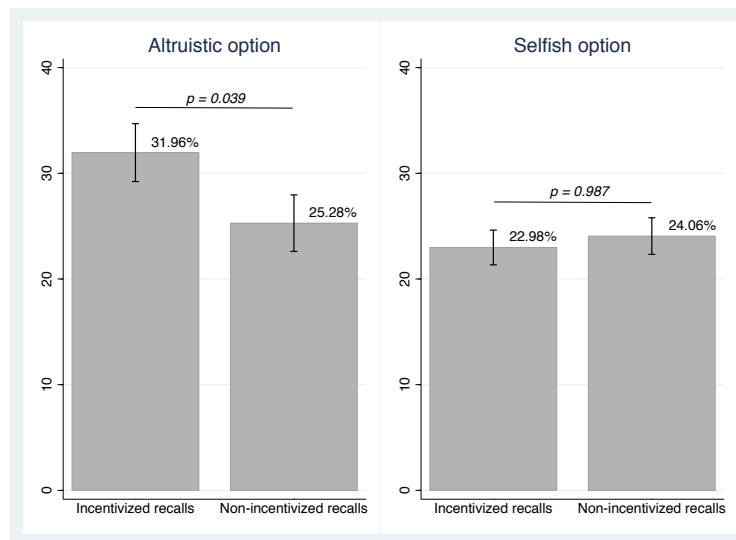 Altruistic option
Selfish option
40
30
20
10
0
p = 0.039
31.96%
25.28%
Incentivized recalls
Non-incentivized recalls
40
30
20
10
0
p = 0.987
22.98%
24.06%
Incentivized recalls
Non-incentivized recalls